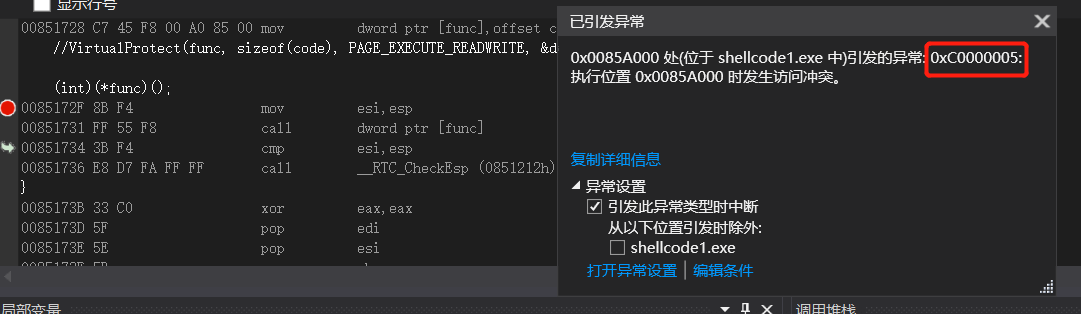 显示行号
00851728 C7 45 F8 00 A0 85 00 mov dword ptr [func],offset c
//VirtualProtect(func, sizeof(code), PAGE_EXECUTE_READWRITE, &d
(int)(*func)();
0085172F 8B F4 mov esi,esp
00851731 FF 55 F8 call dword ptr [func]
00851734 3B F4 cmp esi,esp
00851736 E8 D7 FA FF FF call __RTC_CheckEsp (0851212h)
}
0085173B 33 C0 xor eax,eax
0085173D 5F pop edi
0085173E 5E pop esi
已引发异常
0x0085A000 处(位于 shellcode1.exe 中)引发的异常: 0xC0000005:
执行位置 0x0085A000 时发生访问冲突。
复制详细信息
异常设置
引发此异常类型时中断
从以下位置引发时除外:
shellcode1.exe
打开异常设置 | 编辑条件
局部变量
调用堆栈